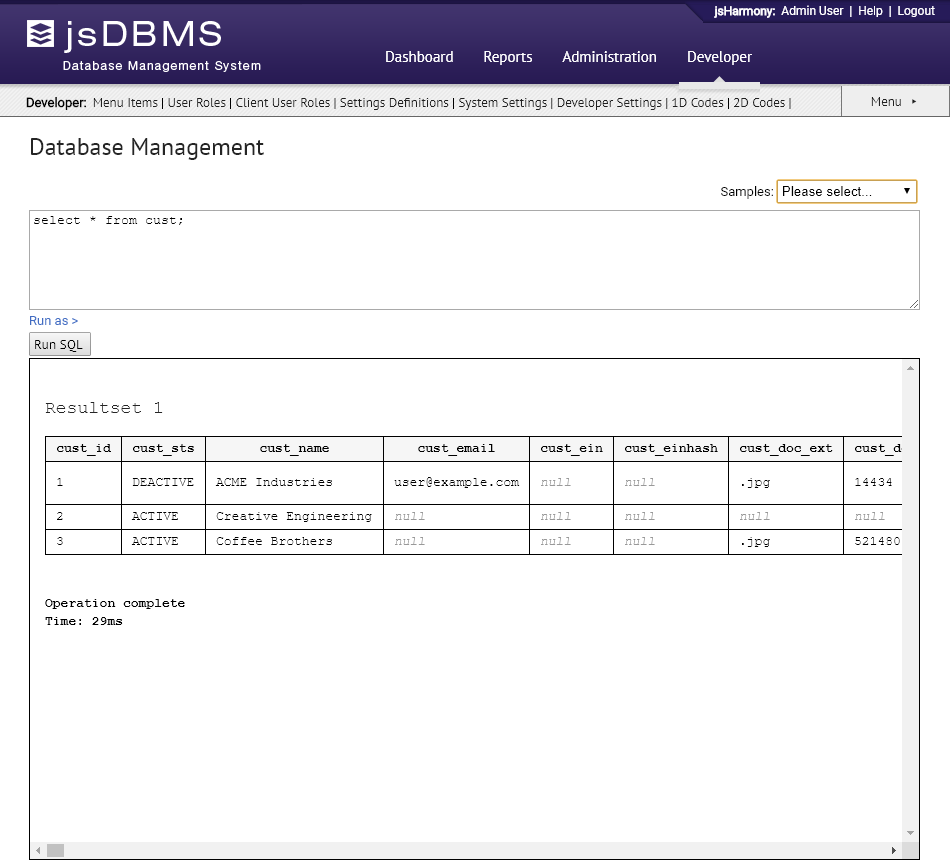 jsHarmony: Admin User | Help | Logout
jsDBMS
Database Management System
Dashboard Reports Administration Developer
Developer: Menu Items | User Roles | Client User Roles | Settings Definitions | System Settings | Developer Settings | 1D Codes | 2D Codes |
Menu ▸
Database Management
Samples: Please select... ▼
select * from cust;
Run as >
Run SQL
Resultset 1
cust_id cust_sts cust_name cust_email cust_ein cust_einhash cust_doc_ext cust_d
1 DEACTIVE ACME Industries user@example.com null null .jpg 14434
2 ACTIVE Creative Engineering null null null null null
3 ACTIVE Coffee Brothers null null null .jpg 521480
Operation complete
Time: 29ms